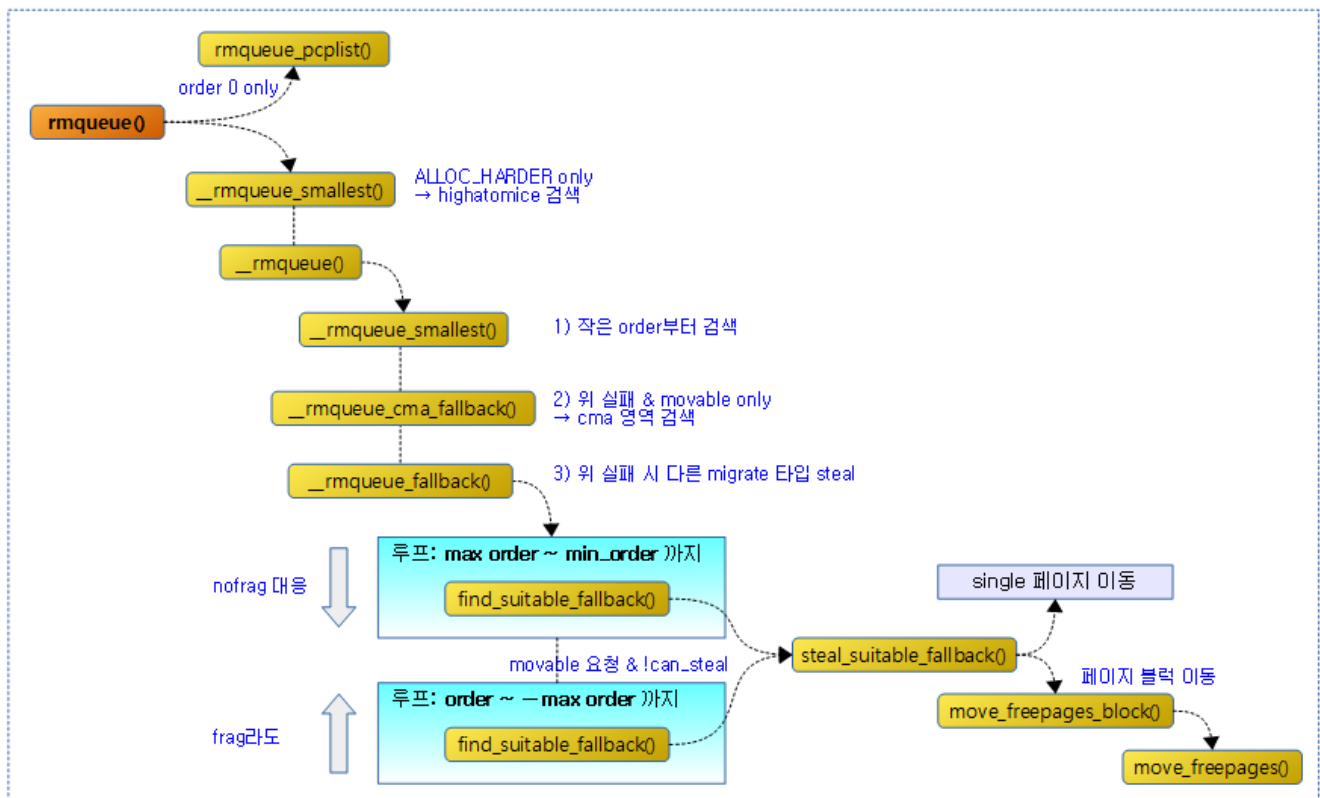 rmqueue_pcplist()
order 0 only
rmqueue()
__rmqueue_smallest()
ALLOC_HARDER only
→ highatomice 검색
__rmqueue()
__rmqueue_smallest()
1) 작은 order부터 검색
__rmqueue_cma_fallback()
2) 위 실패 & movable only
→ cma 영역 검색
__rmqueue_fallback()
3) 위 실패 시 다른 migrate 타입 steal
루프: max order ~ min_order 까지
nofrag 대응
find_suitable_fallback()
single 페이지 이동
steal_suitable_fallback()
movable 요청 & !can_steal
페이지 블럭 이동
루프: order ~ – max order 까지
move_freepages_block()
frag라도
find_suitable_fallback()
move_freepages()